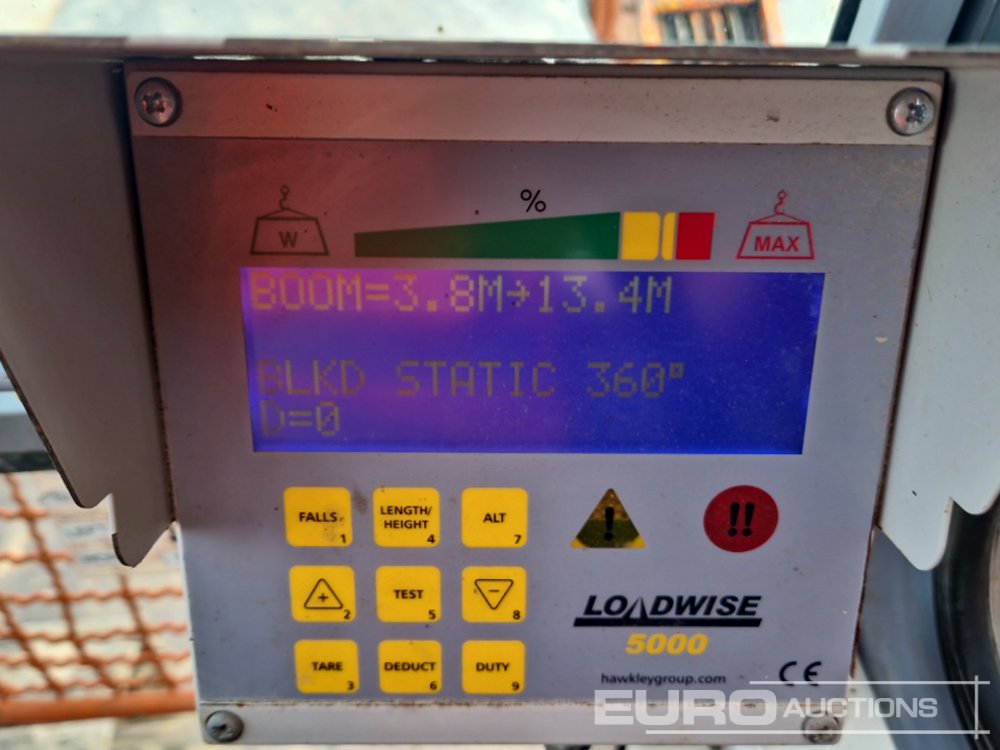 %
W
MAX
BOOM=3.8M→13.4M
BLKD STATIC 360°
D=0
FALLS 1
LENGTH/HEIGHT 4
ALT 7
!
!!
+ 2
TEST 5
− 8
LOADWISE
5000
TARE 3
DEDUCT 6
DUTY 9
hawkleygroup.com
CE
EURO AUCTIONS